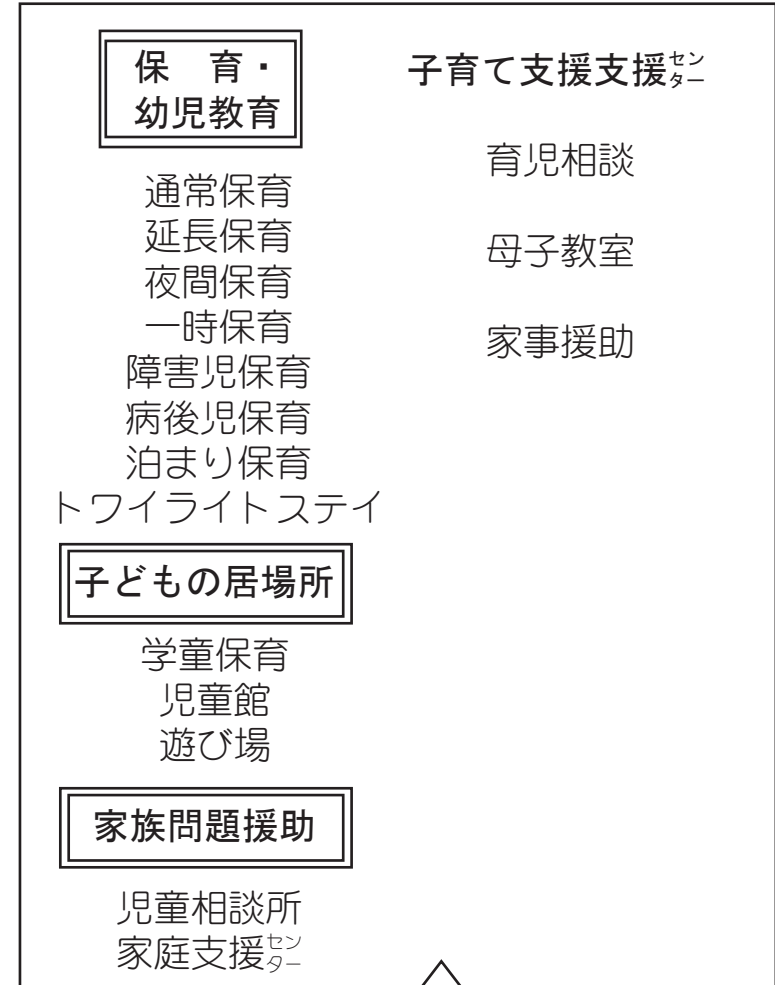 保　育・
幼児教育
通常保育
延長保育
夜間保育
一時保育
障害児保育
病後児保育
泊まり保育
トワイライトステイ
子どもの居場所
学童保育
児童館
遊び場
家族問題援助
児童相談所
家庭支援センター
子育て支援支援センター
育児相談
母子教室
家事援助